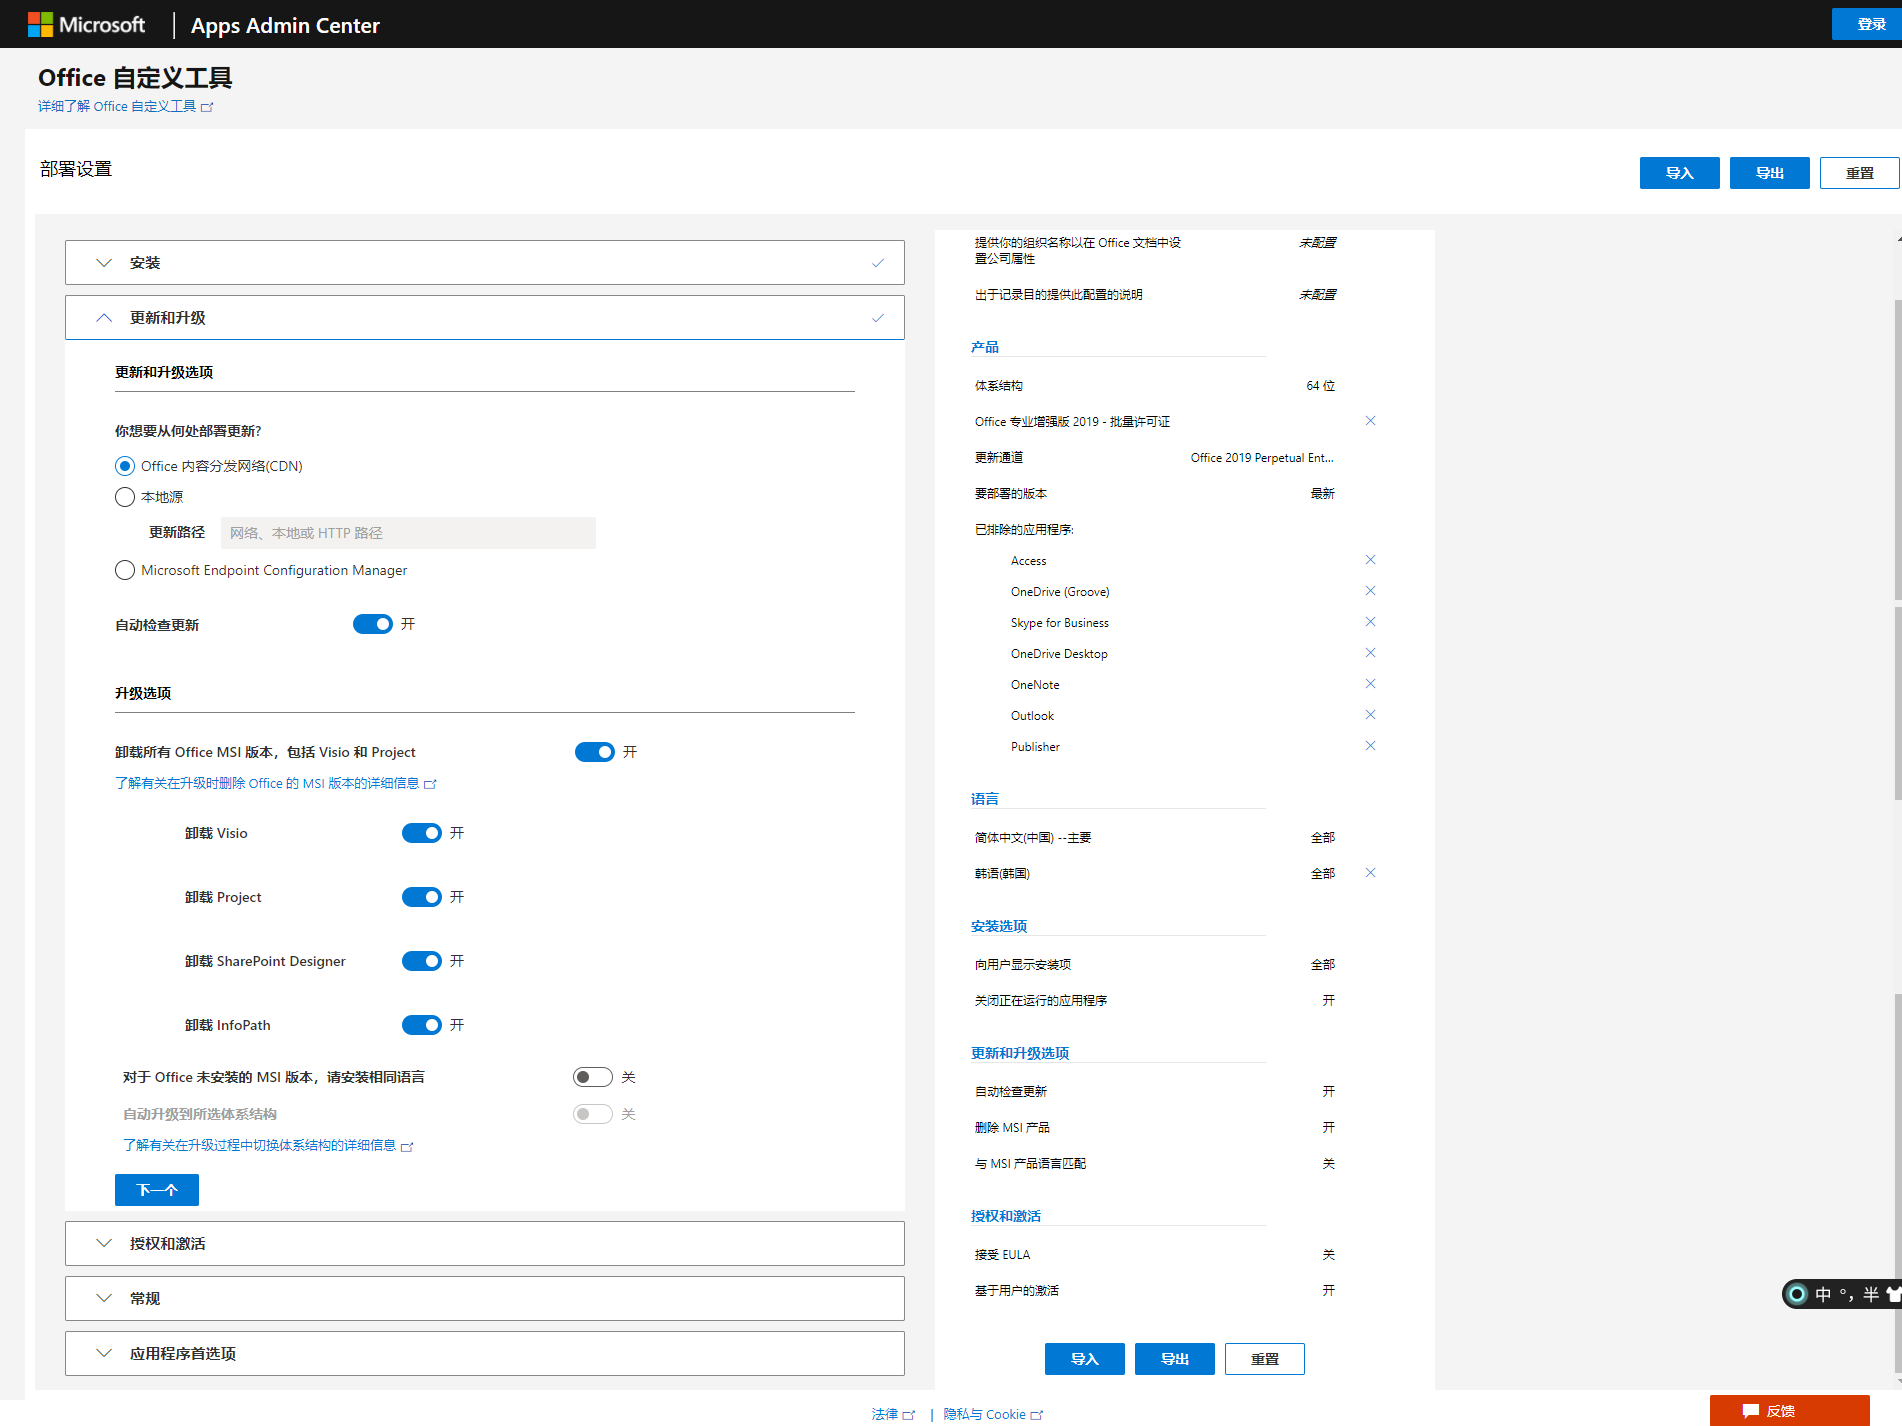 Microsoft | Apps Admin Center
登录
Office 自定义工具
详细了解 Office 自定义工具
部署设置
导入 导出 重置
安装
更新和升级
更新和升级选项
你想要从何处部署更新?
Office 内容分发网络(CDN)
本地源
更新路径 网络、本地或 HTTP 路径
Microsoft Endpoint Configuration Manager
自动检查更新 开
升级选项
卸载所有 Office MSI 版本，包括 Visio 和 Project 开
了解有关在升级时删除 Office 的 MSI 版本的详细信息
卸载 Visio 开
卸载 Project 开
卸载 SharePoint Designer 开
卸载 InfoPath 开
对于 Office 未安装的 MSI 版本，请安装相同语言 关
自动升级到所选体系结构 关
了解有关在升级过程中切换体系结构的详细信息
下一个
授权和激活
常规
应用程序首选项
提供你的组织名称以在 Office 文档中设 未配置
置公司属性
出于记录目的提供此配置的说明 未配置
产品
体系结构 64 位
Office 专业增强版 2019 - 批量许可证
更新通道 Office 2019 Perpetual Ent...
要部署的版本 最新
已排除的应用程序:
Access
OneDrive (Groove)
Skype for Business
OneDrive Desktop
OneNote
Outlook
Publisher
语言
简体中文(中国) --主要 全部
韩语(韩国) 全部
安装选项
向用户显示安装项 全部
关闭正在运行的应用程序 开
更新和升级选项
自动检查更新 开
删除 MSI 产品 开
与 MSI 产品语言匹配 关
授权和激活
接受 EULA 关
基于用户的激活 开
导入 导出 重置
中 °, 半
法律 | 隐私与 Cookie
反馈